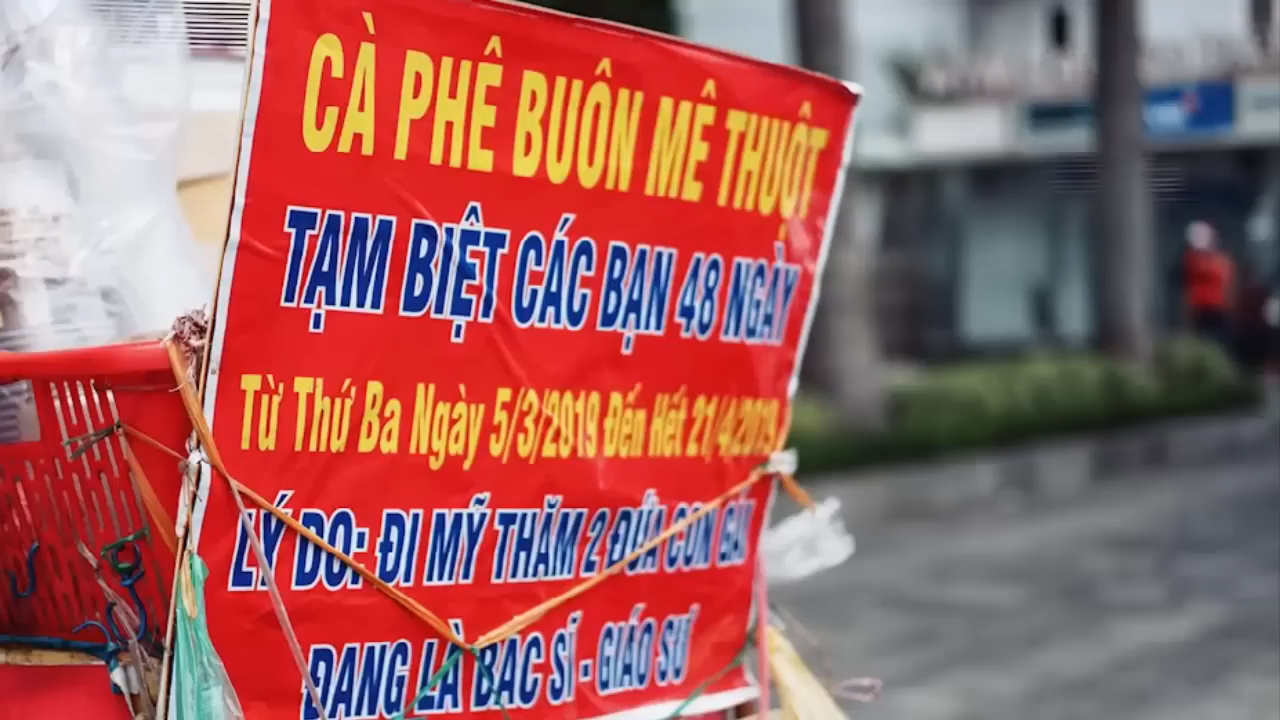 CÀ PHÊ BUÔN MÊ THUỘT
TẠM BIỆT CÁC BẠN 48 NGÀY
Từ Thứ Ba Ngày 5/3/2019 Đến Hết 21/4/2019
LÝ DO: ĐI MỸ THĂM 2 ĐỨA CON GÁI
ĐANG LÀ BÁC SĨ - GIÁO SƯ